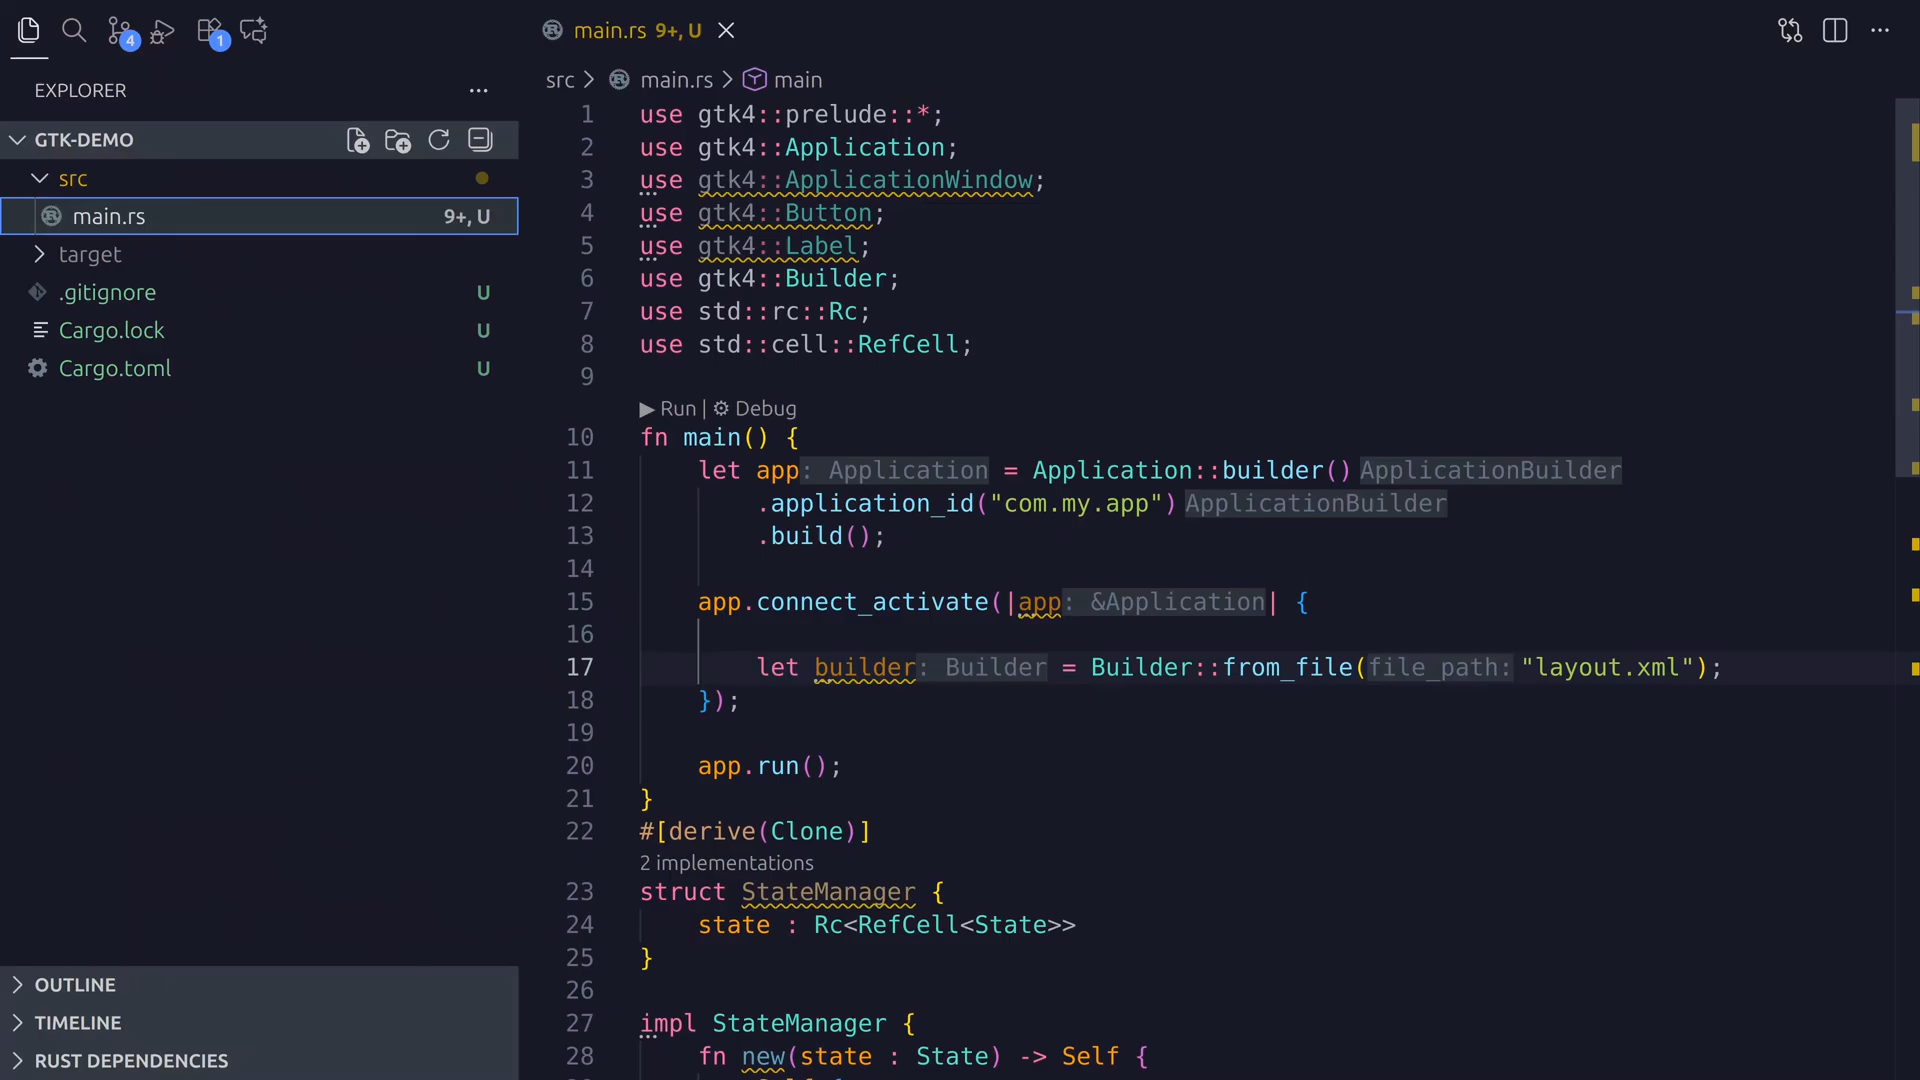 4
1
EXPLORER
GTK-DEMO
src
main.rs 9+, U
target
.gitignore U
Cargo.lock U
Cargo.toml U
OUTLINE
TIMELINE
RUST DEPENDENCIES
main.rs 9+, U
src > main.rs > main
1 use gtk4::prelude::*;
2 use gtk4::Application;
3 use gtk4::ApplicationWindow;
4 use gtk4::Button;
5 use gtk4::Label;
6 use gtk4::Builder;
7 use std::rc::Rc;
8 use std::cell::RefCell;
9
▶ Run | ⚙ Debug
10 fn main() {
11 let app: Application = Application::builder() ApplicationBuilder
12 .application_id("com.my.app") ApplicationBuilder
13 .build();
14
15 app.connect_activate(|app: &Application| {
16
17 let builder: Builder = Builder::from_file(file_path: "layout.xml");
18 });
19
20 app.run();
21 }
22 #[derive(Clone)]
2 implementations
23 struct StateManager {
24 state : Rc<RefCell<State>>
25 }
26
27 impl StateManager {
28 fn new(state : State) -> Self {